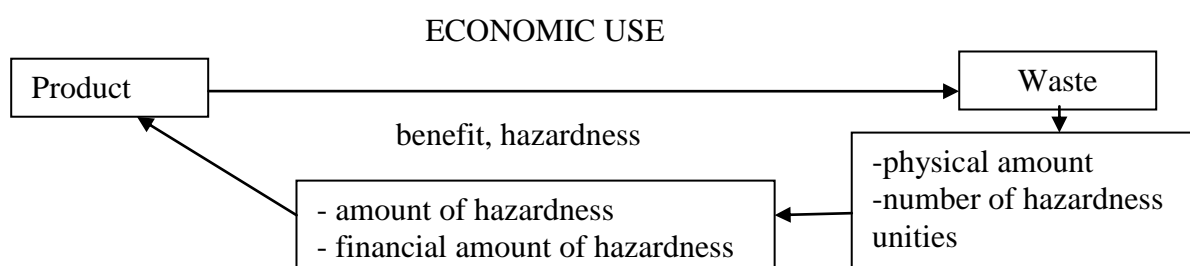 ECONOMIC USE
Product
Waste
benefit, hazardness
-physical amount
-number of hazardness
unities
- amount of hazardness
- financial amount of hazardness